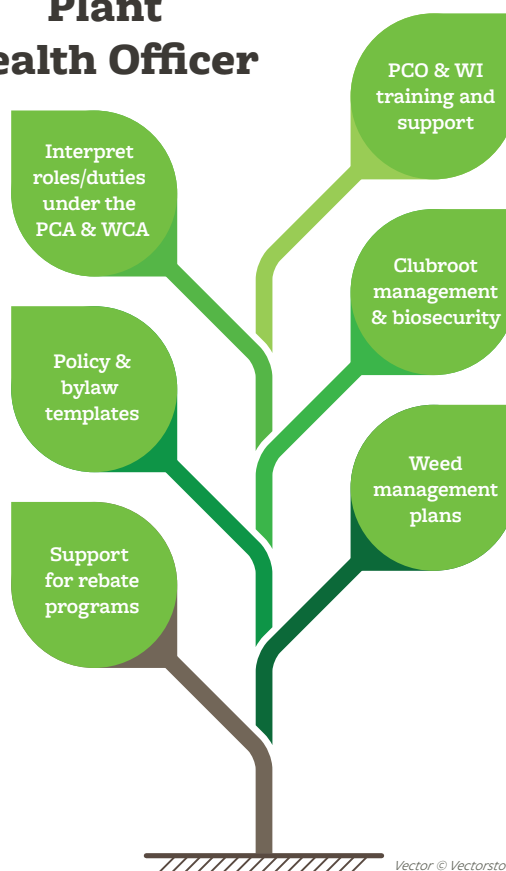 Plant
ealth Officer
PCO & WI
training and
support
Interpret
roles/duties
under the
PCA & WCA
Clubroot
management
& biosecurity
Policy &
bylaw
templates
Weed
management
plans
Support
for rebate
programs
Vector © Vectorsto